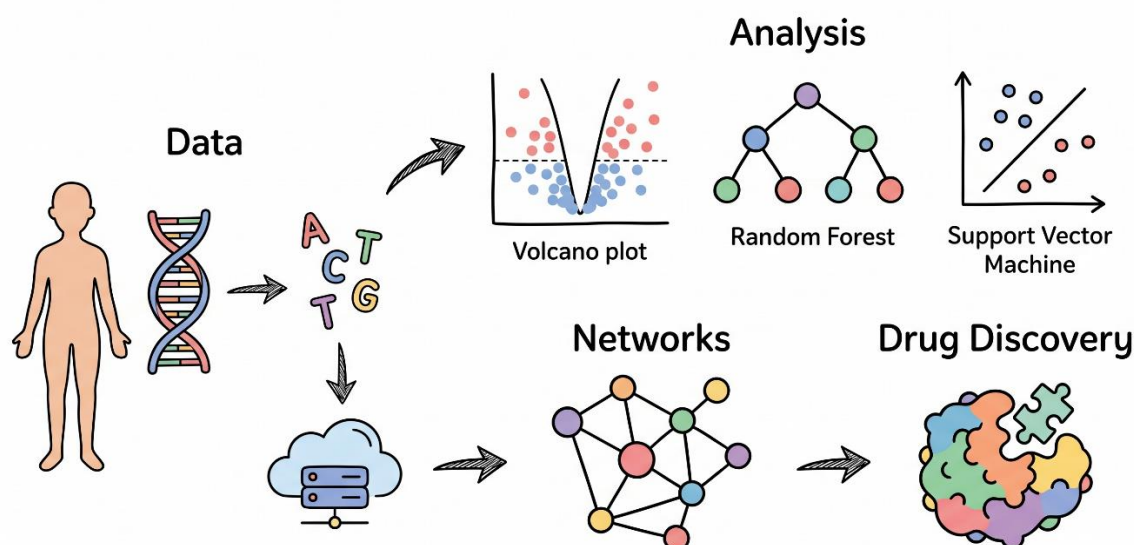 Analysis
Data
A
T
C
G
T
Volcano plot
Random Forest
Support Vector
Machine
Networks
Drug Discovery